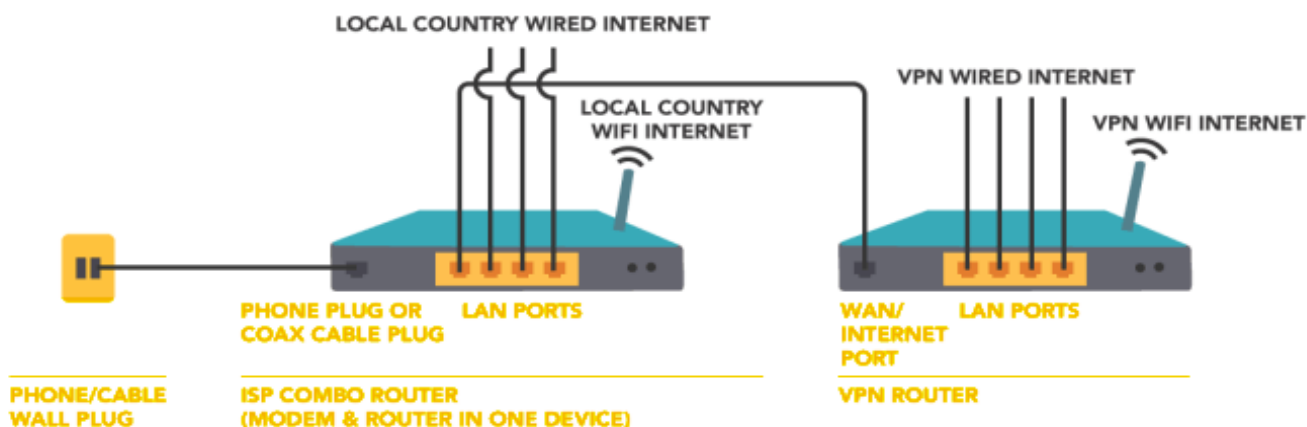 LOCAL COUNTRY WIRED INTERNET
LOCAL COUNTRY
WIFI INTERNET
VPN WIRED INTERNET
VPN WIFI INTERNET
PHONE PLUG OR
COAX CABLE PLUG
LAN PORTS
WAN/
INTERNET
PORT
LAN PORTS
PHONE/CABLE
WALL PLUG
ISP COMBO ROUTER
(MODEM & ROUTER IN ONE DEVICE)
VPN ROUTER